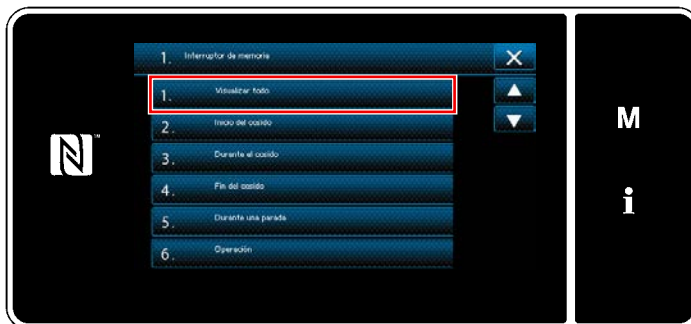 1. Interruptor de memoria
1. Visualizar todo
2. Inicio del cosido
3. Durante el cosido
4. Fin del cosido
5. Durante una parada
6. Operación
M
i
N